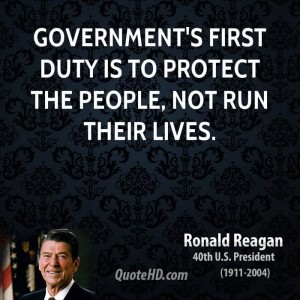 GOVERNMENT'S FIRST
DUTY IS TO PROTECT
THE PEOPLE, NOT RUN
THEIR LIVES.
Ronald Reagan
40th U.S. President
(1911-2004)
QuoteHD.com